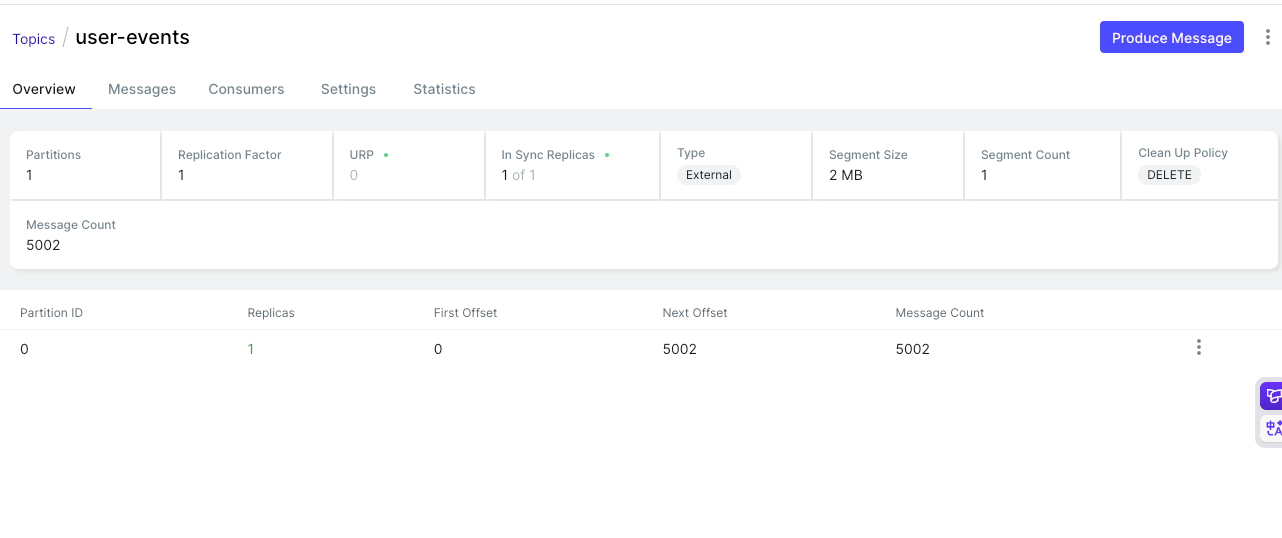 Topics / user-events
Produce Message
Overview Messages Consumers Settings Statistics
Partitions Replication Factor URP In Sync Replicas Type Segment Size Segment Count Clean Up Policy
1 1 0 1 of 1 External 2 MB 1 DELETE
Message Count
5002
Partition ID Replicas First Offset Next Offset Message Count
0 1 0 5002 5002